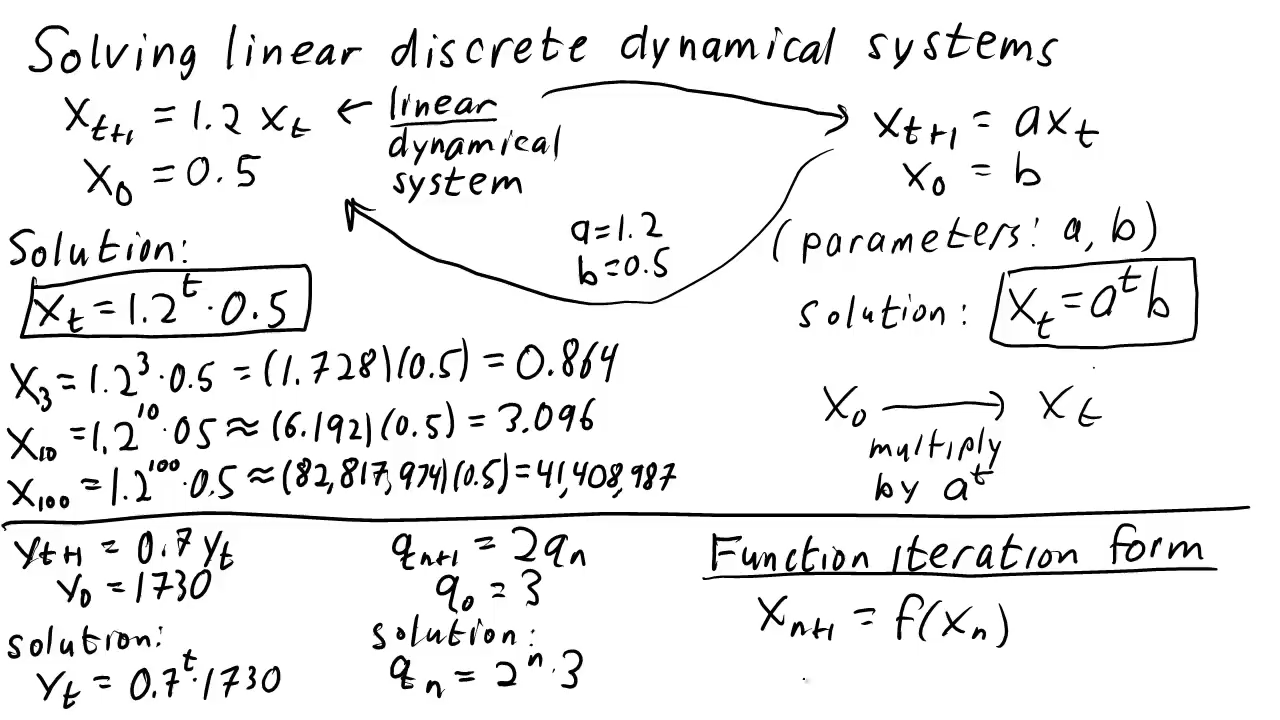 Solving linear discrete dynamical systems
x_{t+1} = 1.2 x_t ← linear dynamical system
x_0 = 0.5
x_{t+1} = ax_t
x_0 = b
(parameters: a, b)
a=1.2
b=0.5
Solution:
x_t = 1.2^t · 0.5
solution: x_t = a^t b
x_3 = 1.2^3 · 0.5 = (1.728)(0.5) = 0.864
x_10 = 1.2^10 · 05 ≈ (6.192)(0.5) = 3.096
x_100 = 1.2^100 · 0.5 ≈ (82,817,974)(0.5) = 41,408,987
x_0 → x_t
multiply
by a^t
y_{t+1} = 0.7 y_t
y_0 = 1730
solution:
y_t = 0.7^t · 1730
q_{n+1} = 2q_n
q_0 = 3
solution:
q_n = 2^n · 3
Function iteration form
x_{n+1} = f(x_n)